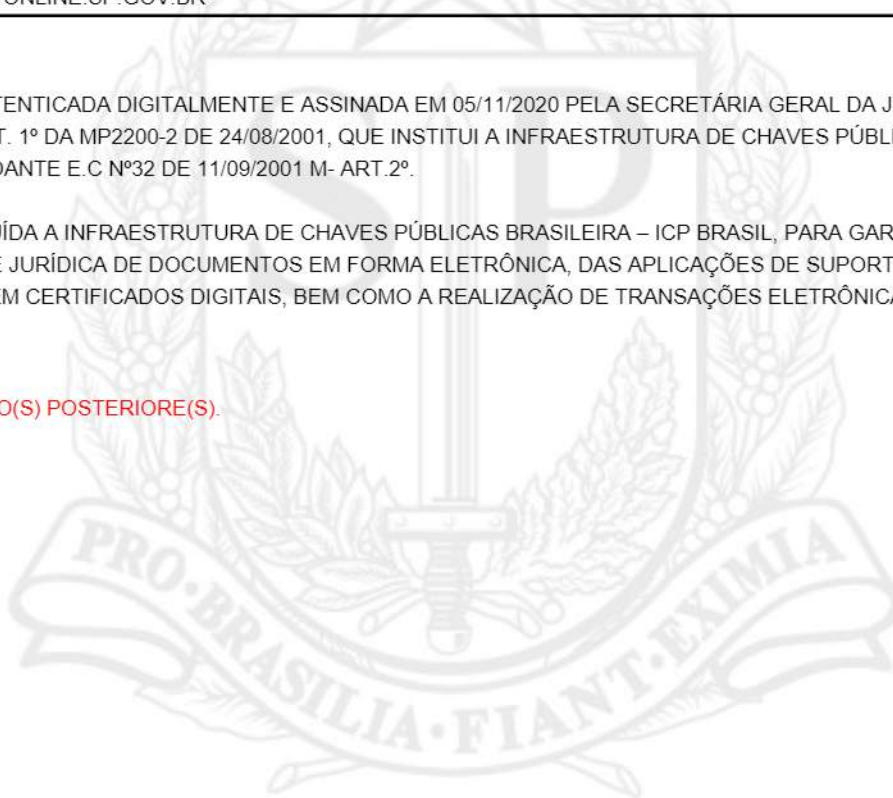 ONLINE.SP.GOV.BR
TENTICADA DIGITALMENTE E ASSINADA EM 05/11/2020 PELA SECRETÁRIA GERAL DA J
T. 1º DA MP2200-2 DE 24/08/2001, QUE INSTITUI A INFRAESTRUTURA DE CHAVES PÚBLI
DANTE E.C Nº32 DE 11/09/2001 M- ART.2º.
UÍDA A INFRAESTRUTURA DE CHAVES PÚBLICAS BRASILEIRA – ICP BRASIL, PARA GAR
E JURÍDICA DE DOCUMENTOS EM FORMA ELETRÔNICA, DAS APLICAÇÕES DE SUPORT
EM CERTIFICADOS DIGITAIS, BEM COMO A REALIZAÇÃO DE TRANSAÇÕES ELETRÔNICA
O(S) POSTERIORE(S).
SP
PRO·BRASILIA·FIANT·EXIMIA